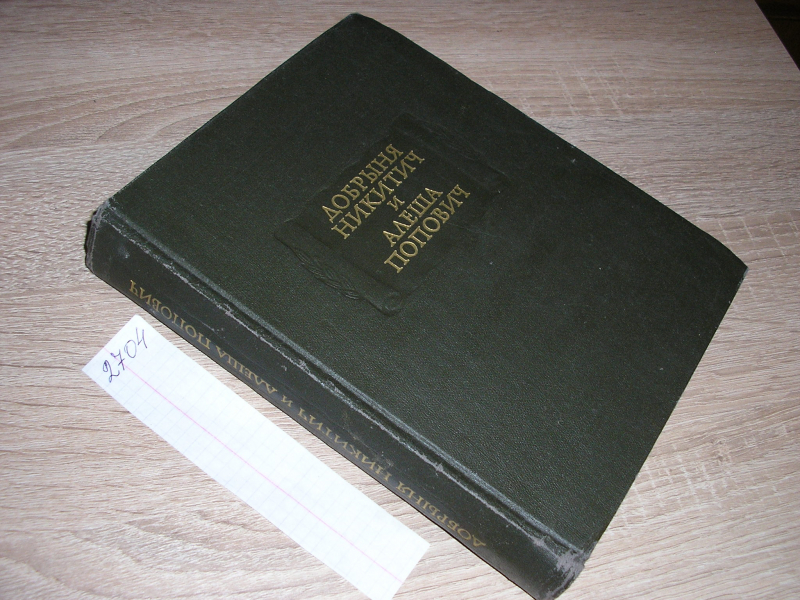 ДОБРЫНЯ
НИКИТИЧ
И
АЛЕША
ПОПОВИЧ
ДОБРЫНЯ НИКИТИЧ И АЛЕША ПОПОВИЧ
2704